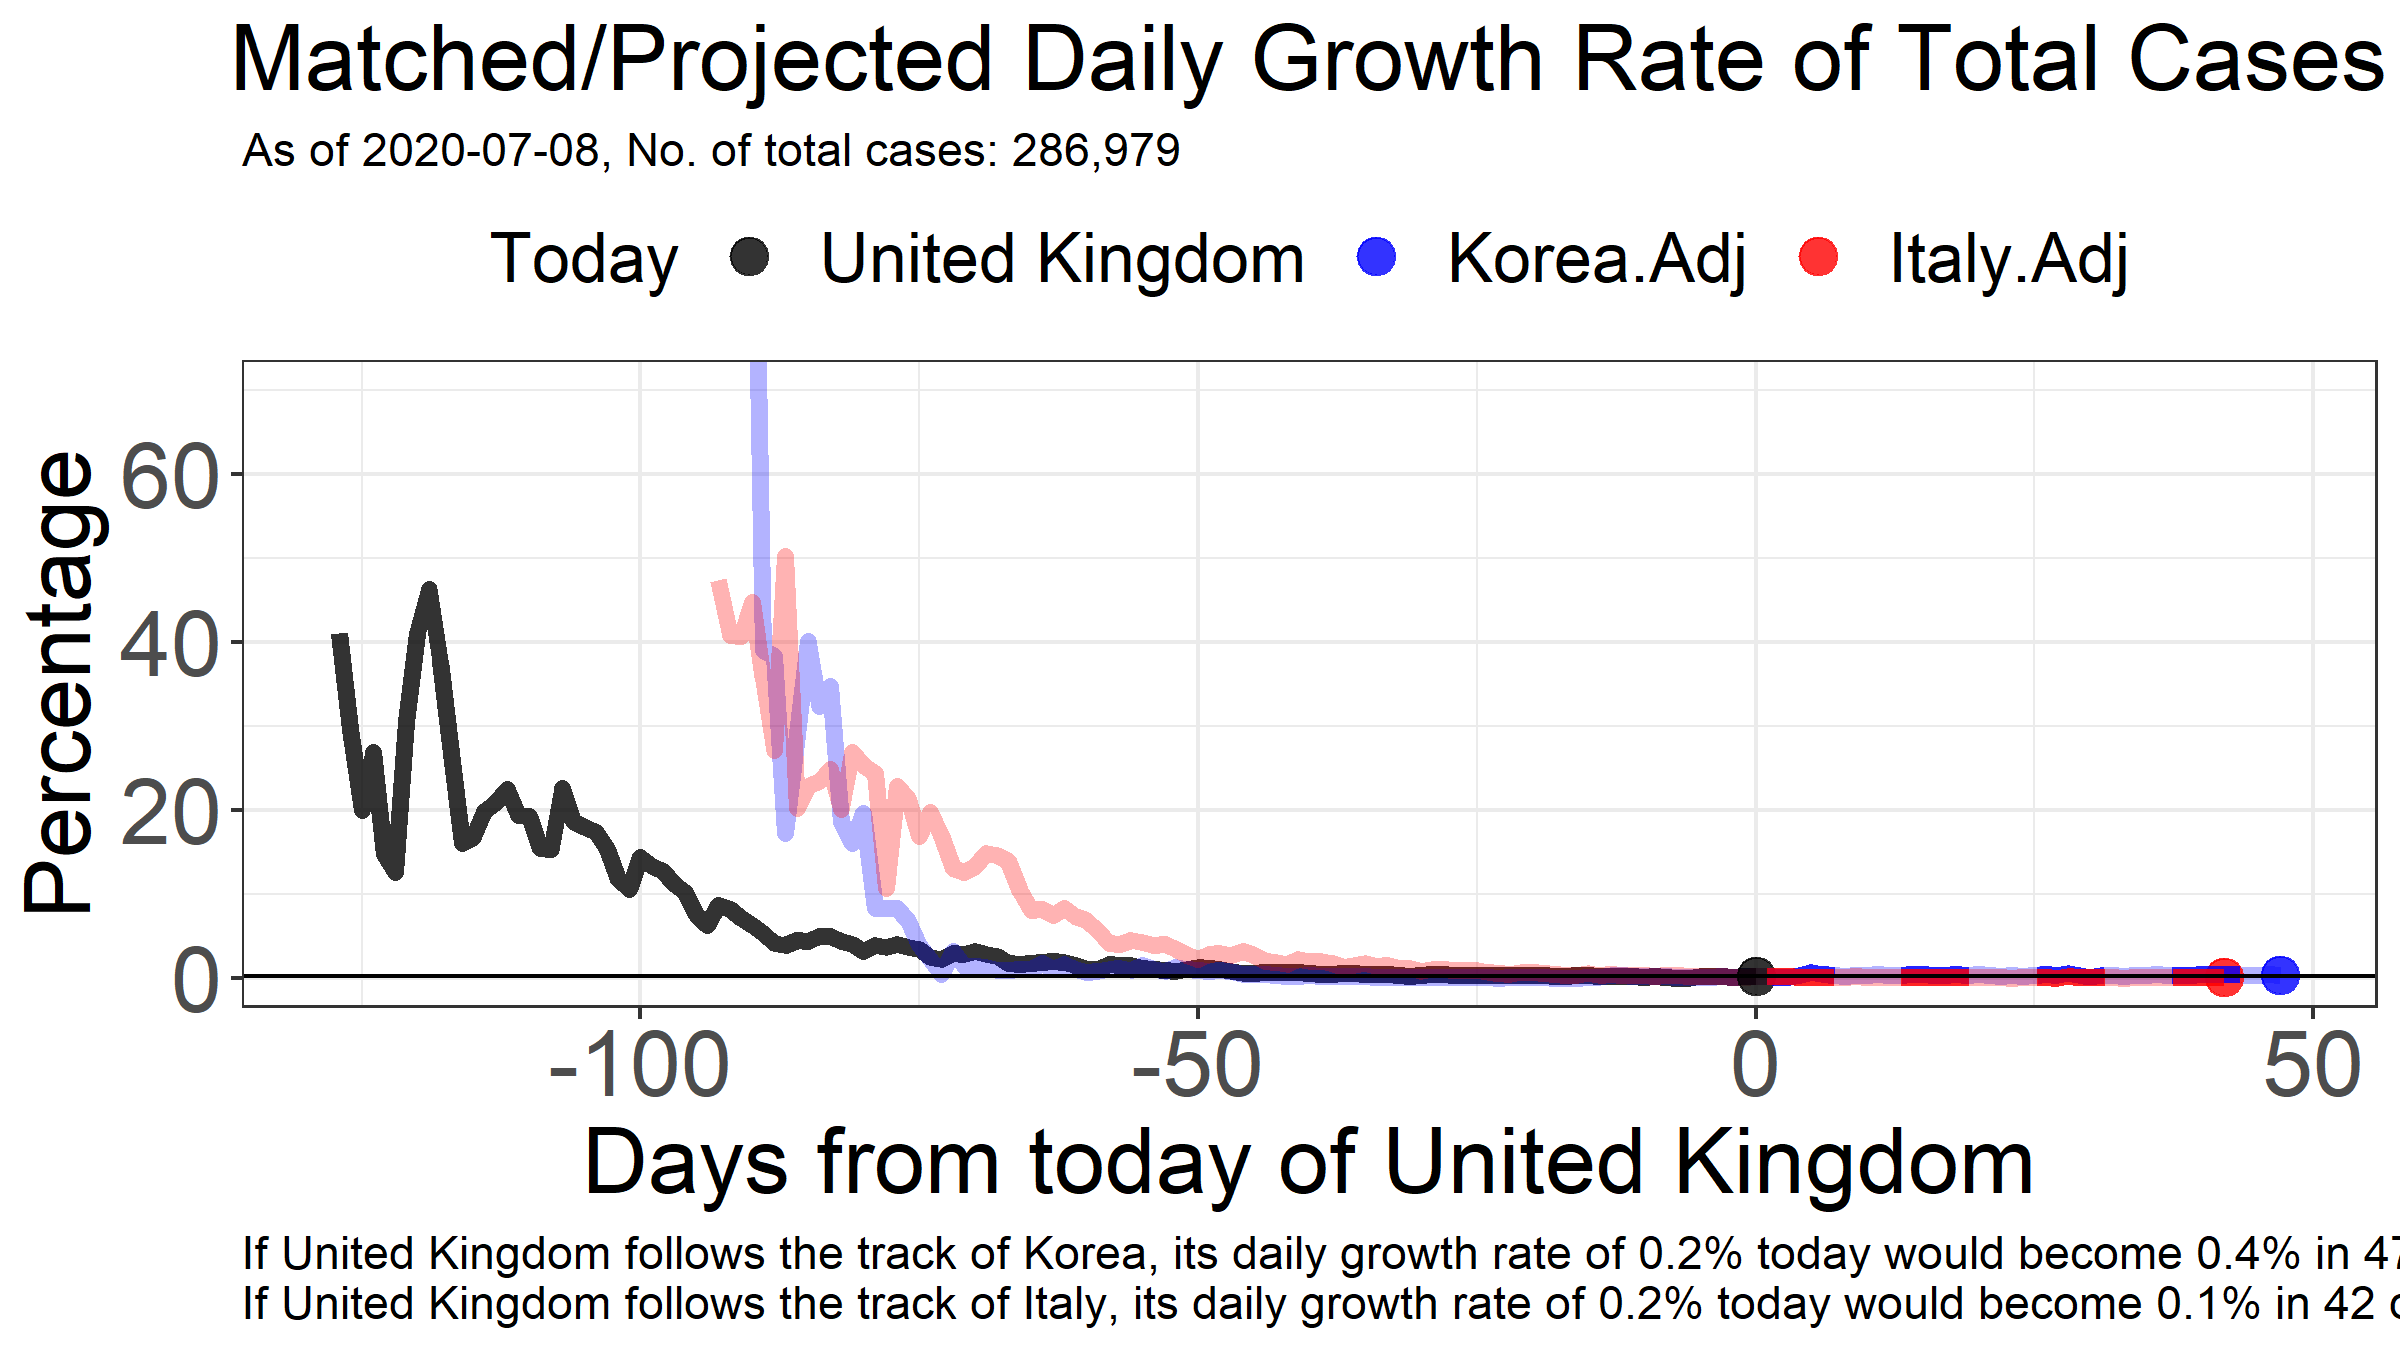 Matched/Projected Daily Growth Rate of Total Cases
As of 2020-07-08, No. of total cases: 286,979
Today United Kingdom Korea.Adj Italy.Adj
Percentage
60
40
20
0
-100 -50 0 50
Days from today of United Kingdom
If United Kingdom follows the track of Korea, its daily growth rate of 0.2% today would become 0.4% in 47
If United Kingdom follows the track of Italy, its daily growth rate of 0.2% today would become 0.1% in 42